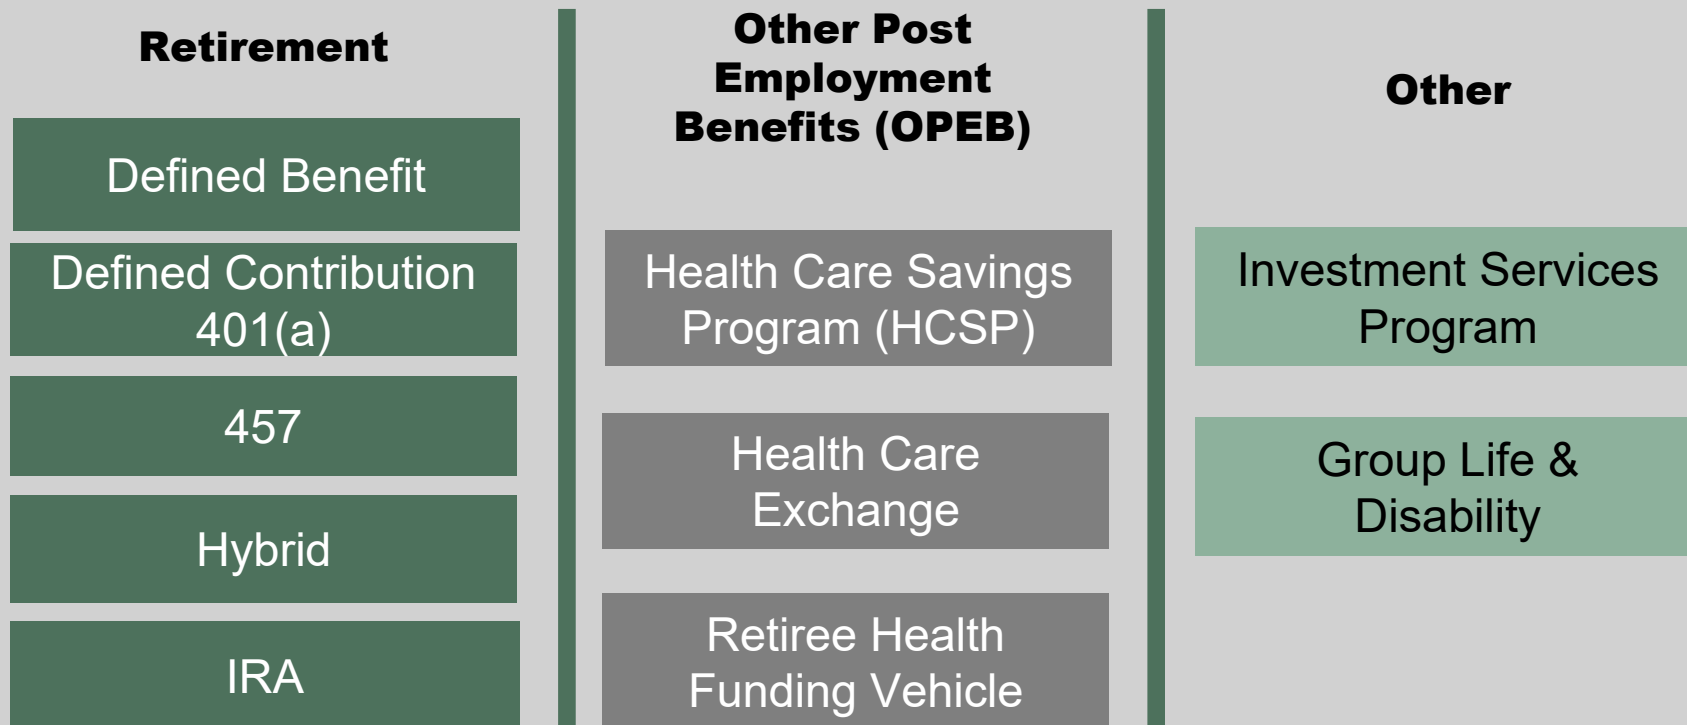 Retirement
Defined Benefit
Defined Contribution
401(a)
457
Hybrid
IRA
Other Post
Employment
Benefits (OPEB)
Health Care Savings
Program (HCSP)
Health Care
Exchange
Retiree Health
Funding Vehicle
Other
Investment Services
Program
Group Life &
Disability